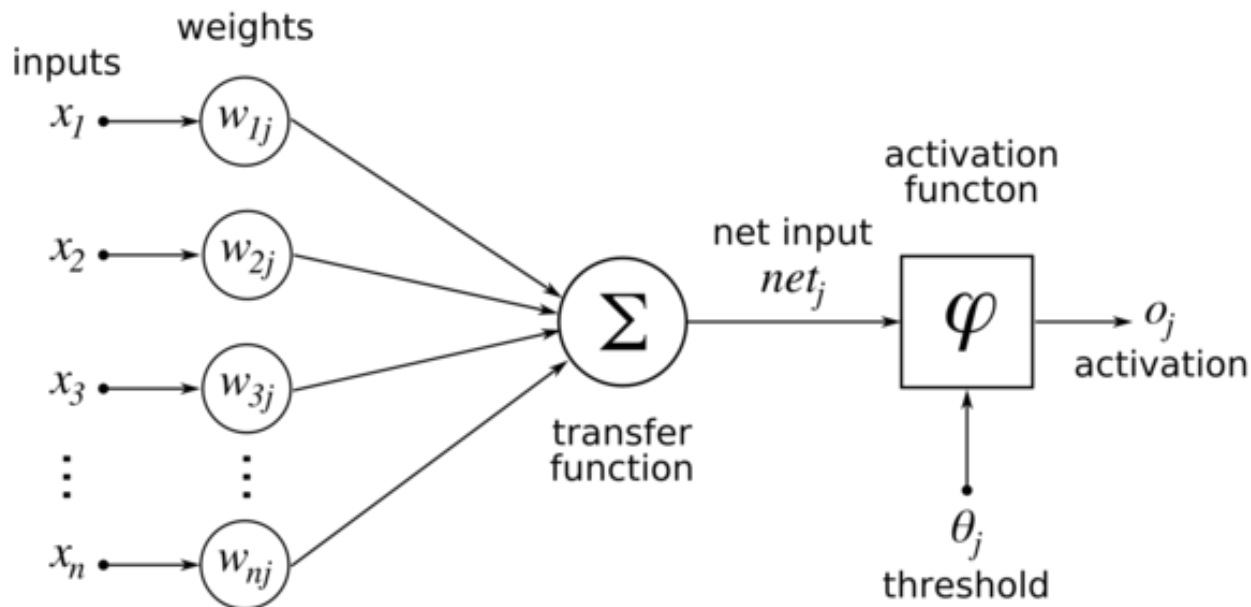 weights
inputs
x1
w1j
x2
w2j
x3
w3j
⋮
⋮
xn
wnj
Σ
transfer
function
net input
netj
activation
functon
φ
oj
activation
θj
threshold